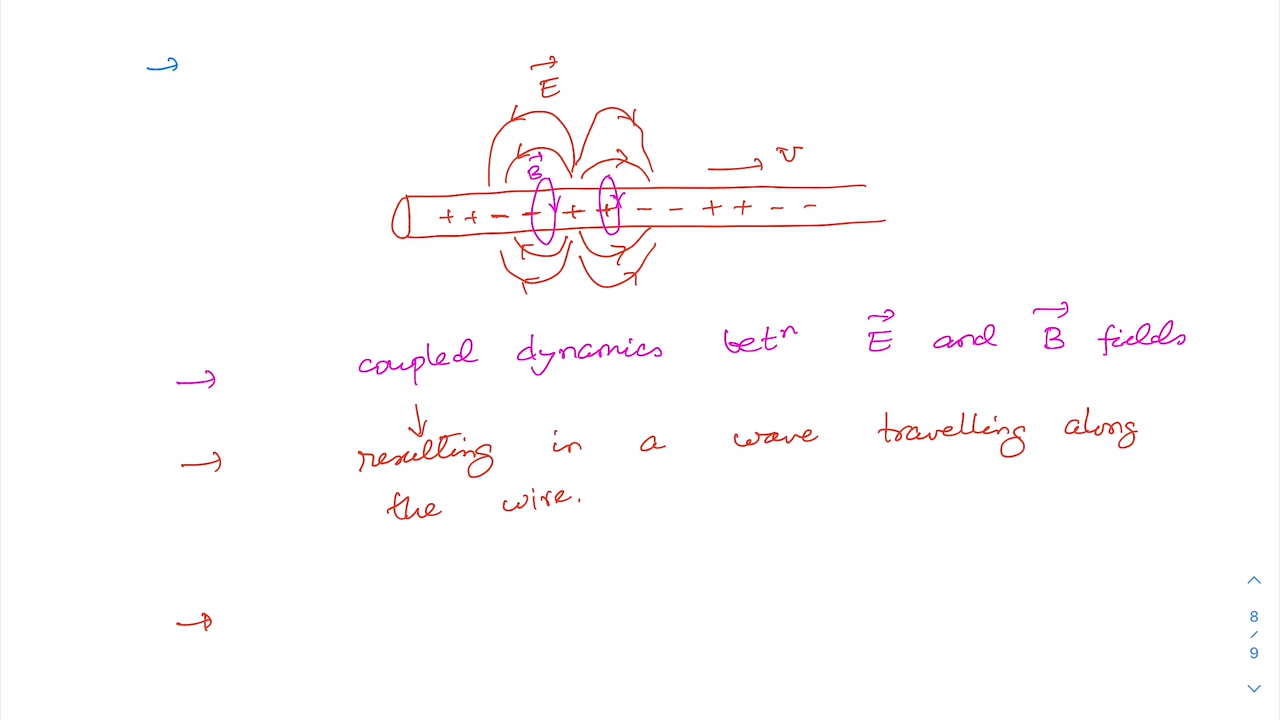 →
E⃗
B⃗
→ v
+ + - - + + - - + + - -
→ coupled dynamics betⁿ E⃗ and B⃗ fields
↓
→ resulting in a wave travelling along
the wire.
→
8
/
9